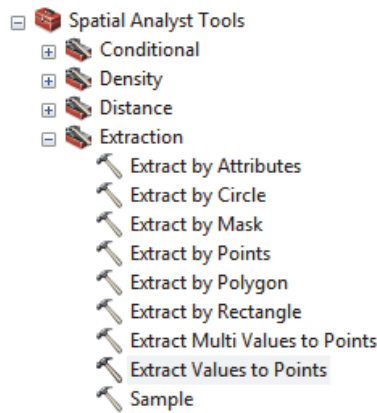 Spatial Analyst Tools
Conditional
Density
Distance
Extraction
Extract by Attributes
Extract by Circle
Extract by Mask
Extract by Points
Extract by Polygon
Extract by Rectangle
Extract Multi Values to Points
Extract Values to Points
Sample